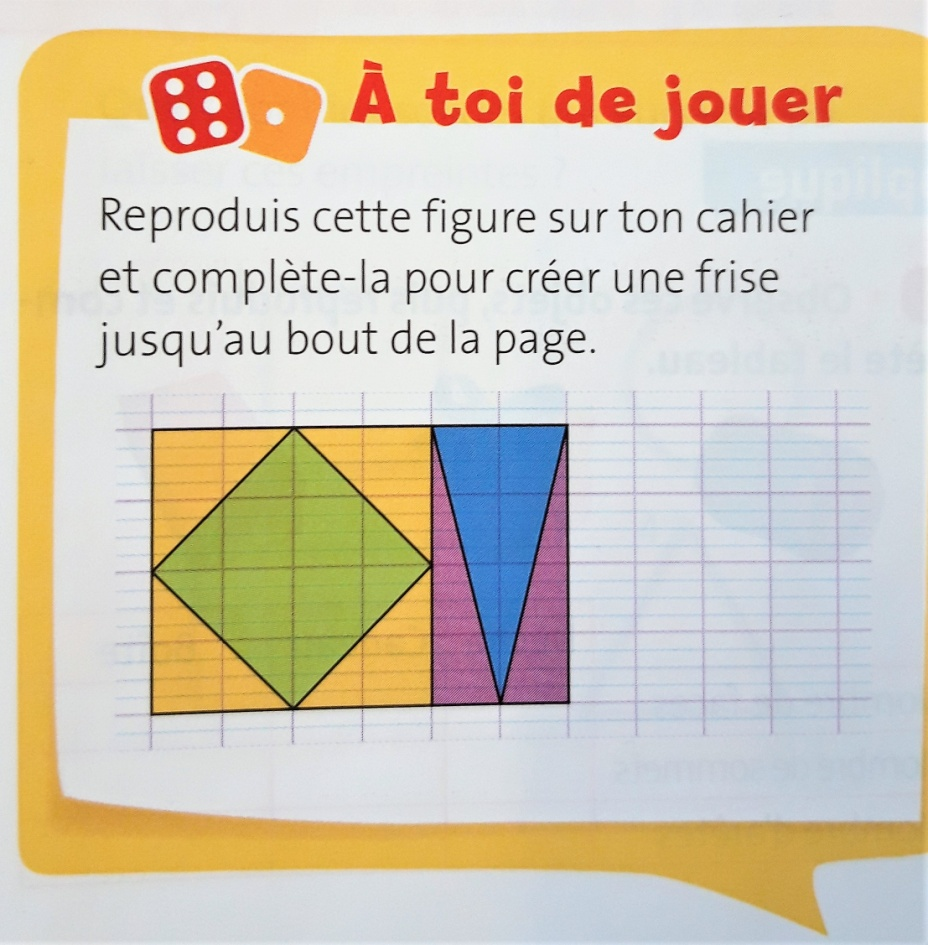 À toi de jouer
Reproduis cette figure sur ton cahier
et complète-la pour créer une frise
jusqu'au bout de la page.